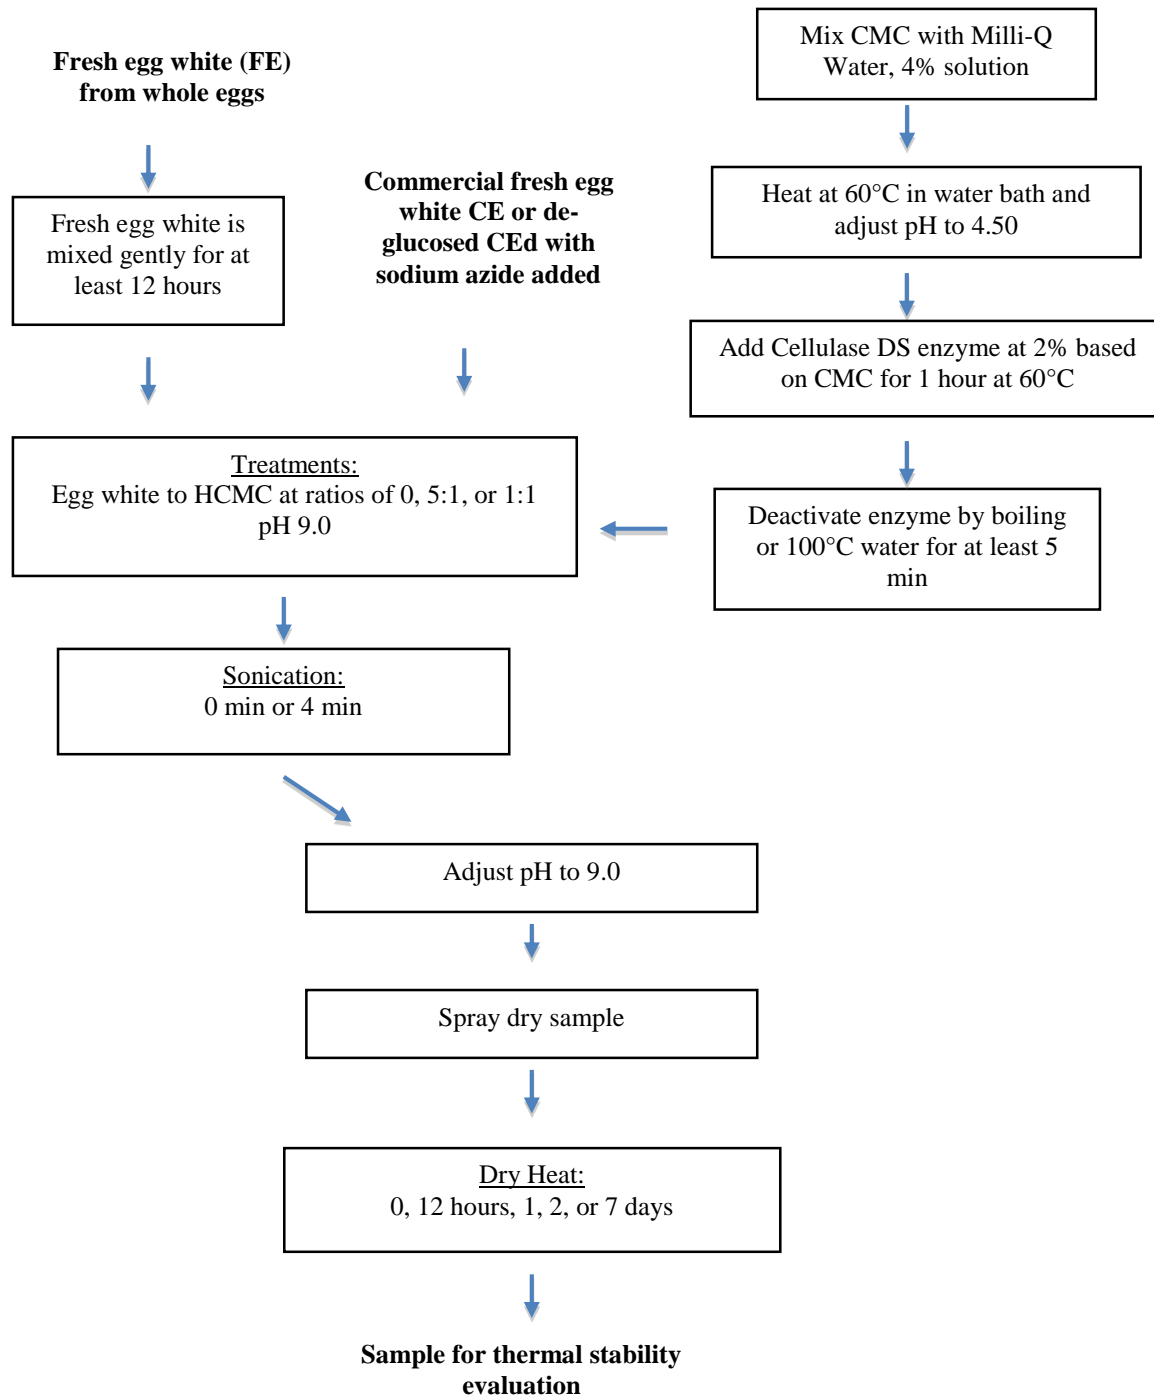 Fresh egg white (FE)
from whole eggs
Mix CMC with Milli-Q
Water, 4% solution
Commercial fresh egg
white CE or de-
glucosed CEd with
sodium azide added
Fresh egg white is
mixed gently for at
least 12 hours
Heat at 60°C in water bath and
adjust pH to 4.50
Add Cellulase DS enzyme at 2% based
on CMC for 1 hour at 60°C
Treatments:
Egg white to HCMC at ratios of 0, 5:1, or 1:1
pH 9.0
Deactivate enzyme by boiling
or 100°C water for at least 5
min
Sonication:
0 min or 4 min
Adjust pH to 9.0
Spray dry sample
Dry Heat:
0, 12 hours, 1, 2, or 7 days
Sample for thermal stability
evaluation